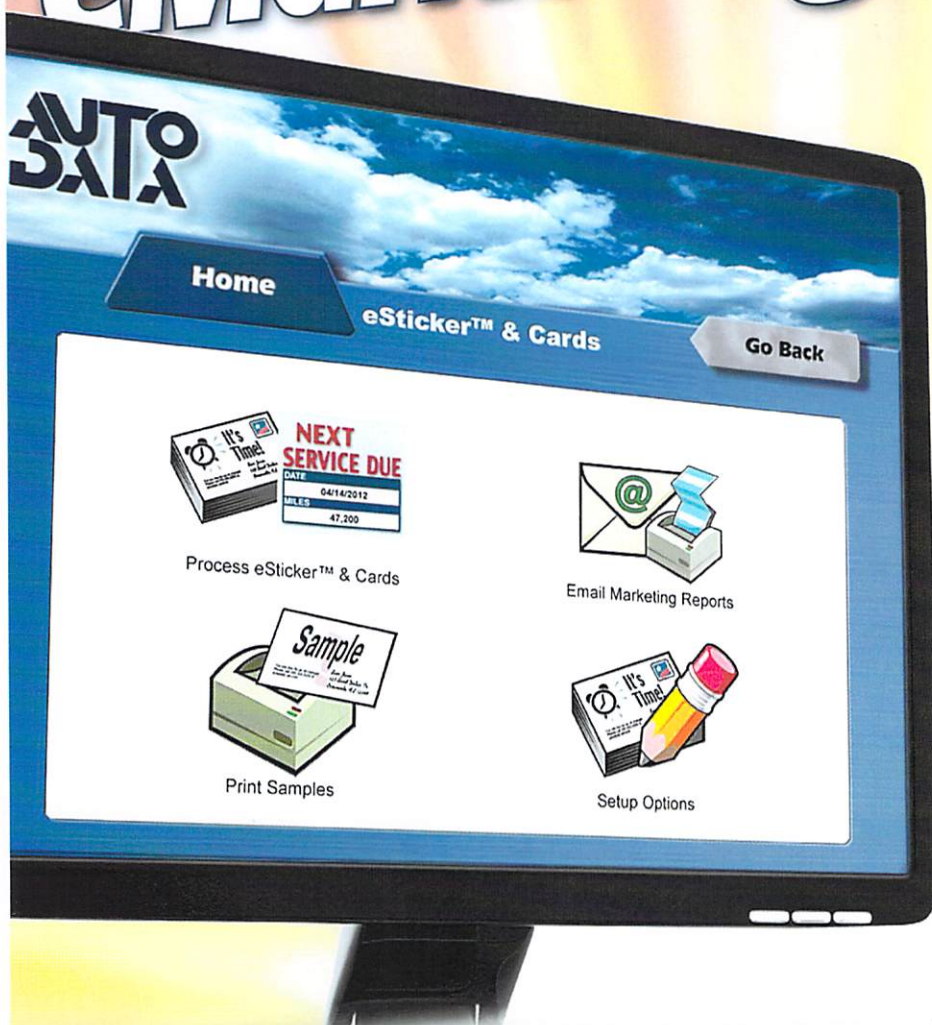 AUTO
DATA
Home
eSticker™ & Cards
Go Back
It's
Time!
NEXT
SERVICE DUE
DATE
04/14/2012
MILES
47,200
Process eSticker™ & Cards
Email Marketing Reports
Sample
Print Samples
It's
Time!
Setup Options